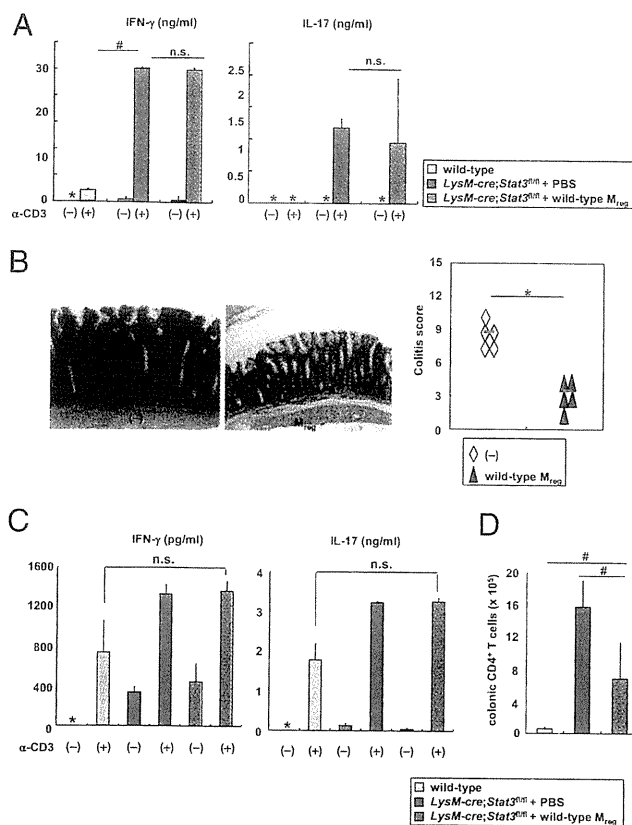 A
IFN-γ (ng/ml)
IL-17 (ng/ml)
#
n.s.
n.s.
30
20
10
0
2.5
2
1.5
1
0.5
0
*
* * * *
α-CD3 (-) (+) (-) (+) (-) (+)
(-) (+) (-) (+) (-) (+)
wild-type
LysM-cre;Stat3fl/fl + PBS
LysM-cre;Stat3fl/fl + wild-type Mreg
B
(-)
Mreg
Colitis score
15
12
9
6
3
0
*
(-)
wild-type Mreg
C
IFN-γ (pg/ml)
IL-17 (ng/ml)
n.s.
n.s.
1600
1200
800
400
0
4
3
2
1
0
*
*
α-CD3 (-) (+) (-) (+) (-) (+)
(-) (+) (-) (+) (-) (+)
D
colonic CD4+ T cells (x 10⁵)
#
#
20
16
12
8
4
0
wild-type
LysM-cre;Stat3fl/fl + PBS
LysM-cre;Stat3fl/fl + wild-type Mreg